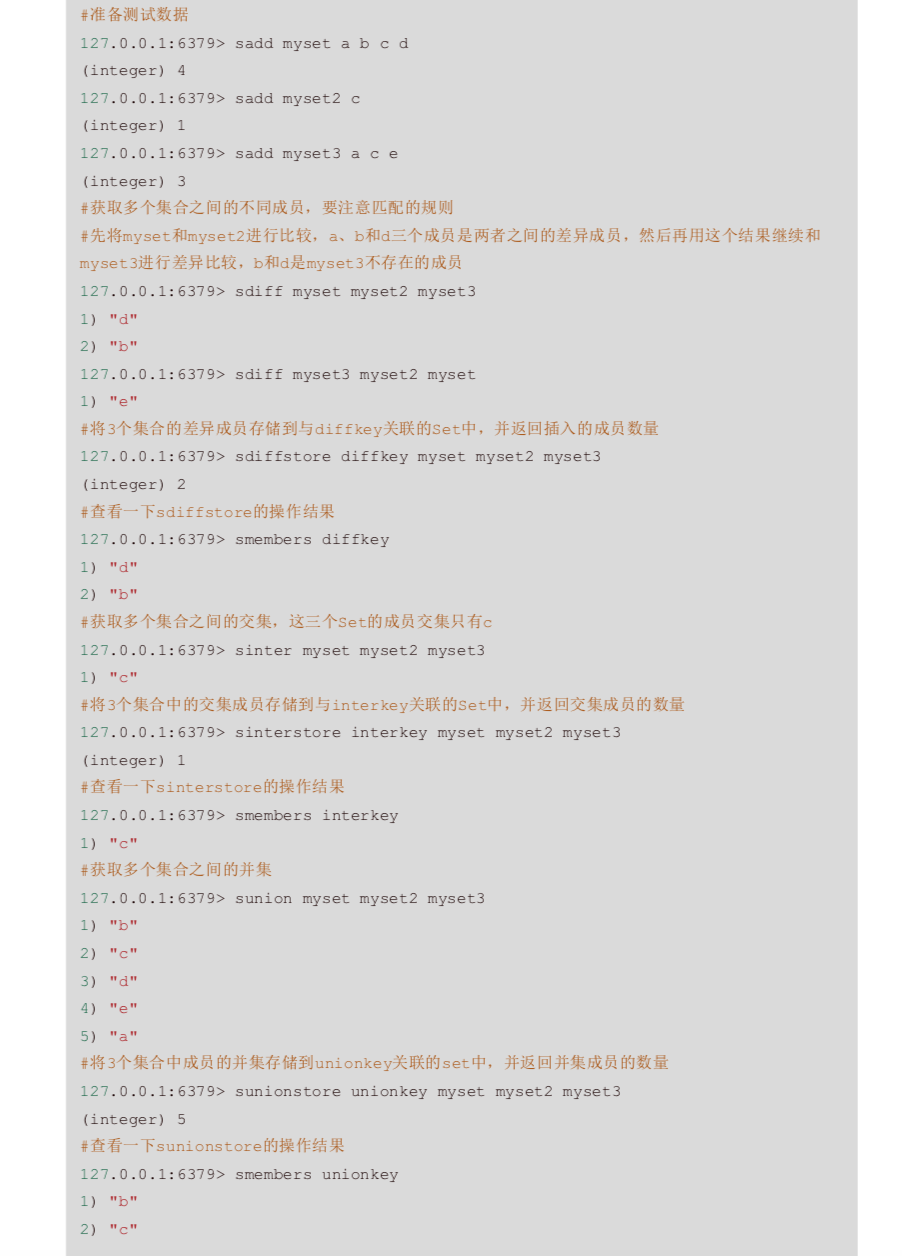 #准备测试数据
127.0.0.1:6379> sadd myset a b c d
(integer) 4
127.0.0.1:6379> sadd myset2 c
(integer) 1
127.0.0.1:6379> sadd myset3 a c e
(integer) 3
#获取多个集合之间的不同成员，要注意匹配的规则
#先将myset和myset2进行比较，a、b和d三个成员是两者之间的差异成员，然后再用这个结果继续和
myset3进行差异比较，b和d是myset3不存在的成员
127.0.0.1:6379> sdiff myset myset2 myset3
1) "d"
2) "b"
127.0.0.1:6379> sdiff myset3 myset2 myset
1) "e"
#将3个集合的差异成员存储到与diffkey关联的Set中，并返回插入的成员数量
127.0.0.1:6379> sdiffstore diffkey myset myset2 myset3
(integer) 2
#查看一下sdiffstore的操作结果
127.0.0.1:6379> smembers diffkey
1) "d"
2) "b"
#获取多个集合之间的交集，这三个Set的成员交集只有c
127.0.0.1:6379> sinter myset myset2 myset3
1) "c"
#将3个集合中的交集成员存储到与interkey关联的Set中，并返回交集成员的数量
127.0.0.1:6379> sinterstore interkey myset myset2 myset3
(integer) 1
#查看一下sinterstore的操作结果
127.0.0.1:6379> smembers interkey
1) "c"
#获取多个集合之间的并集
127.0.0.1:6379> sunion myset myset2 myset3
1) "b"
2) "c"
3) "d"
4) "e"
5) "a"
#将3个集合中成员的并集存储到unionkey关联的set中，并返回并集成员的数量
127.0.0.1:6379> sunionstore unionkey myset myset2 myset3
(integer) 5
#查看一下sunionstore的操作结果
127.0.0.1:6379> smembers unionkey
1) "b"
2) "c"